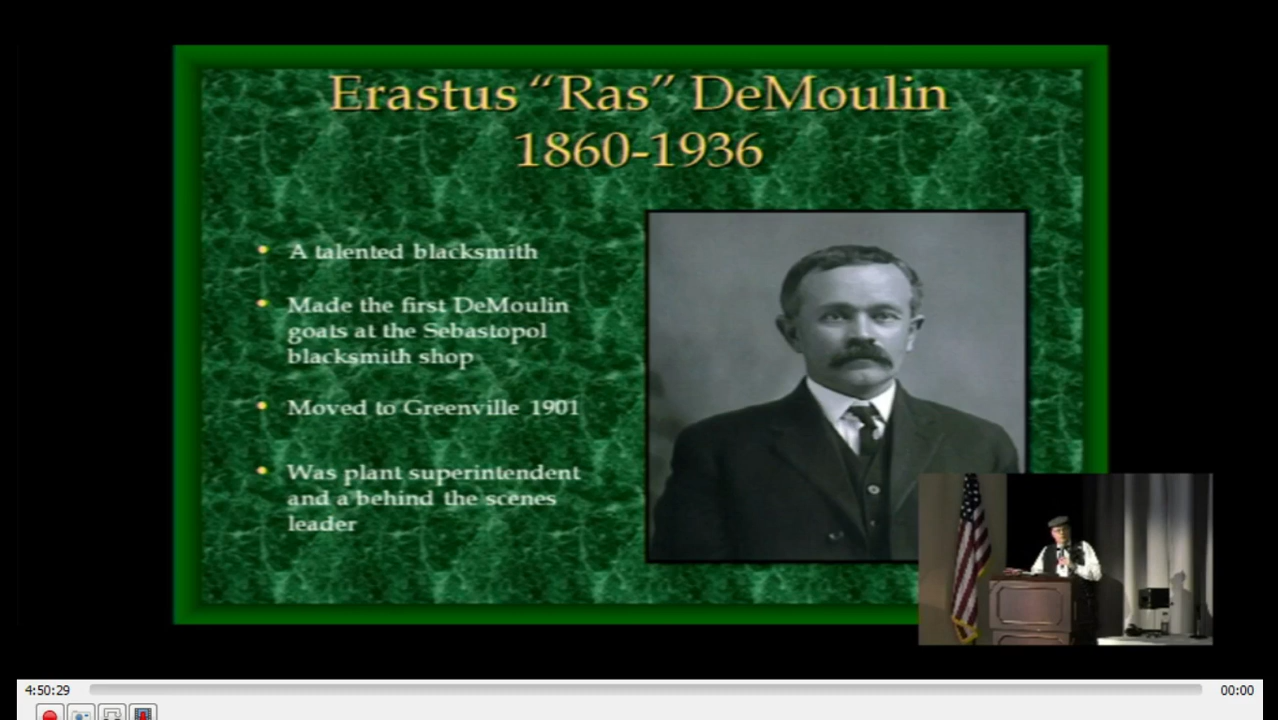 Erastus “Ras” DeMoulin
1860-1936
• A talented blacksmith
• Made the first DeMoulin
goats at the Sebastopol
blacksmith shop
• Moved to Greenville 1901
• Was plant superintendent
and a behind the scenes
leader
4:50:29
00:00